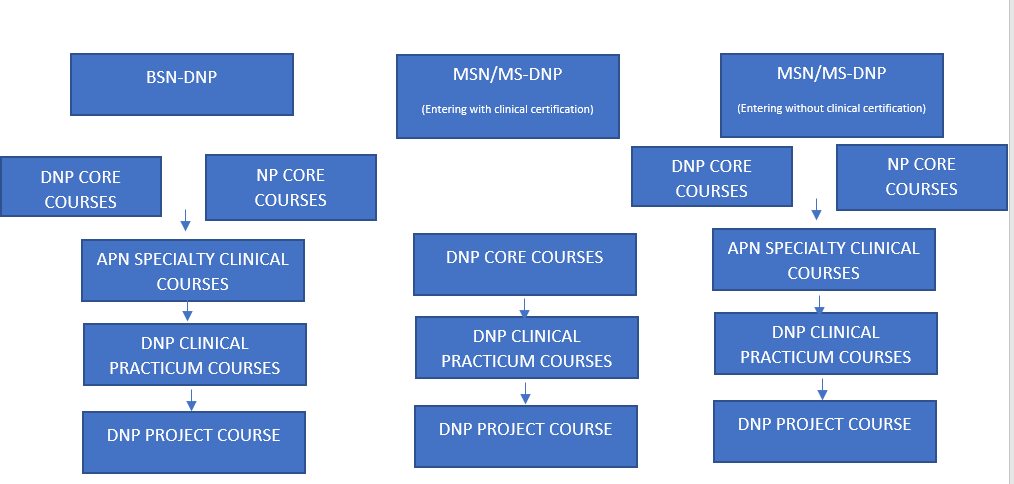 BSN-DNP
DNP CORE
COURSES
NP CORE
COURSES
APN SPECIALTY CLINICAL
COURSES
DNP CLINICAL
PRACTICUM COURSES
DNP PROJECT COURSE
MSN/MS-DNP
(Entering with clinical certification)
DNP CORE COURSES
DNP CLINICAL
PRACTICUM COURSES
DNP PROJECT COURSE
MSN/MS-DNP
(Entering without clinical certification)
DNP CORE
COURSES
NP CORE
COURSES
APN SPECIALTY CLINICAL
COURSES
DNP CLINICAL
PRACTICUM COURSES
DNP PROJECT COURSE